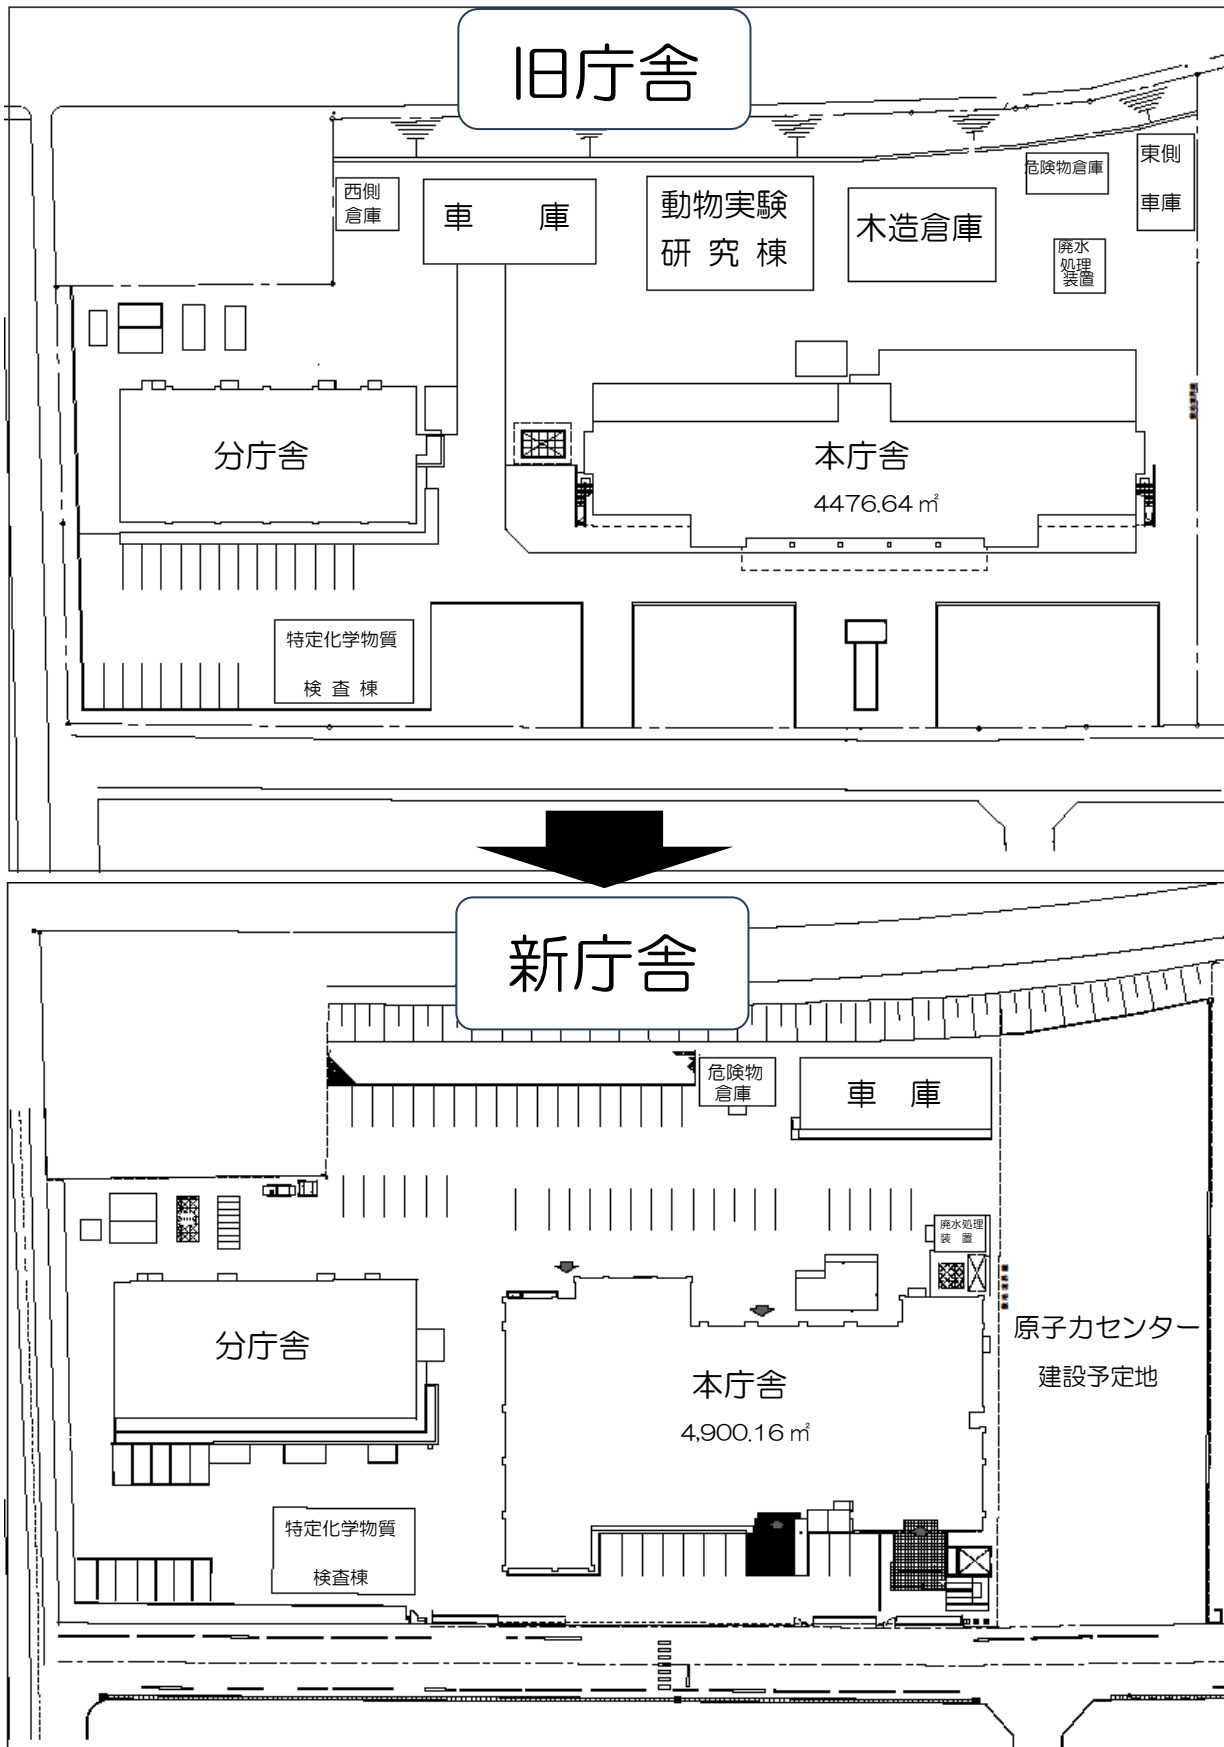 旧庁舎
西側
倉庫
車 庫
動物実験
研 究 棟
木造倉庫
危険物倉庫
東側
車庫
廃水
処理
装置
分庁舎
本庁舎
4476.64 ㎡
特定化学物質
検 査 棟
新庁舎
危険物
倉庫
車 庫
廃水処理
装 置
分庁舎
本庁舎
4,900.16 ㎡
原子力センター
建設予定地
特定化学物質
検査棟